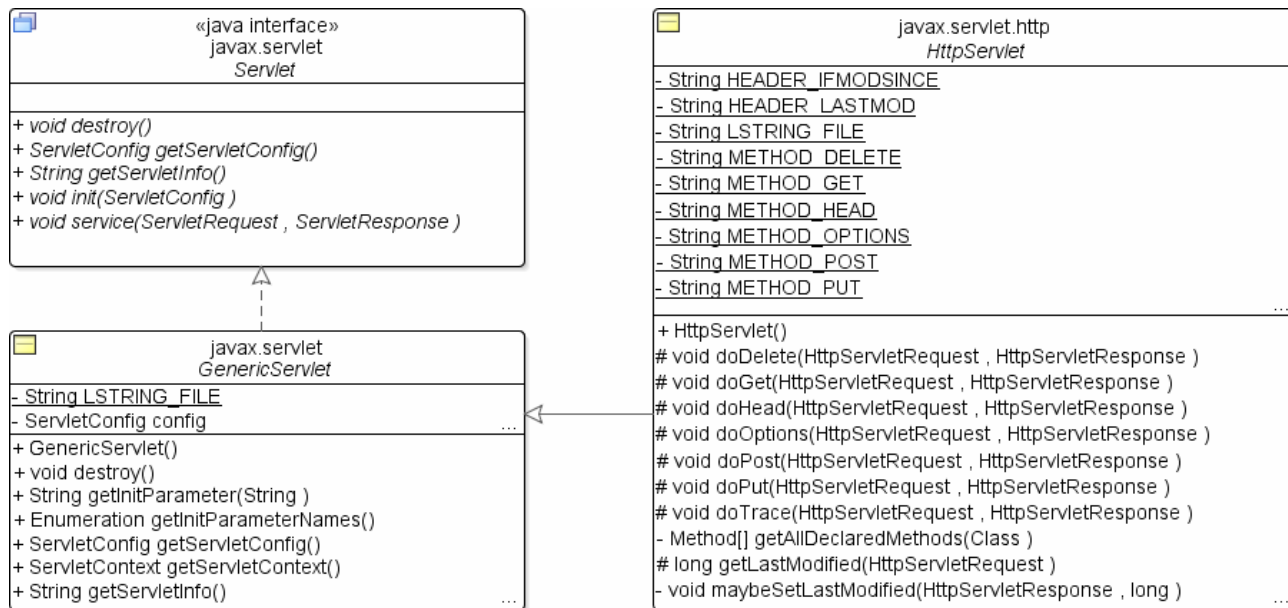 «java interface»
javax.servlet
Servlet
+ void destroy()
+ ServletConfig getServletConfig()
+ String getServletInfo()
+ void init(ServletConfig )
+ void service(ServletRequest , ServletResponse )
javax.servlet
GenericServlet
- String LSTRING_FILE
- ServletConfig config
...
+ GenericServlet()
+ void destroy()
+ String getInitParameter(String )
+ Enumeration getInitParameterNames()
+ ServletConfig getServletConfig()
+ ServletContext getServletContext()
+ String getServletInfo()
...
javax.servlet.http
HttpServlet
- String HEADER_IFMODSINCE
- String HEADER_LASTMOD
- String LSTRING_FILE
- String METHOD_DELETE
- String METHOD_GET
- String METHOD_HEAD
- String METHOD_OPTIONS
- String METHOD_POST
- String METHOD_PUT
...
+ HttpServlet()
# void doDelete(HttpServletRequest , HttpServletResponse )
# void doGet(HttpServletRequest , HttpServletResponse )
# void doHead(HttpServletRequest , HttpServletResponse )
# void doOptions(HttpServletRequest , HttpServletResponse )
# void doPost(HttpServletRequest , HttpServletResponse )
# void doPut(HttpServletRequest , HttpServletResponse )
# void doTrace(HttpServletRequest , HttpServletResponse )
- Method[] getAllDeclaredMethods(Class )
# long getLastModified(HttpServletRequest )
- void maybeSetLastModified(HttpServletResponse , long )
...